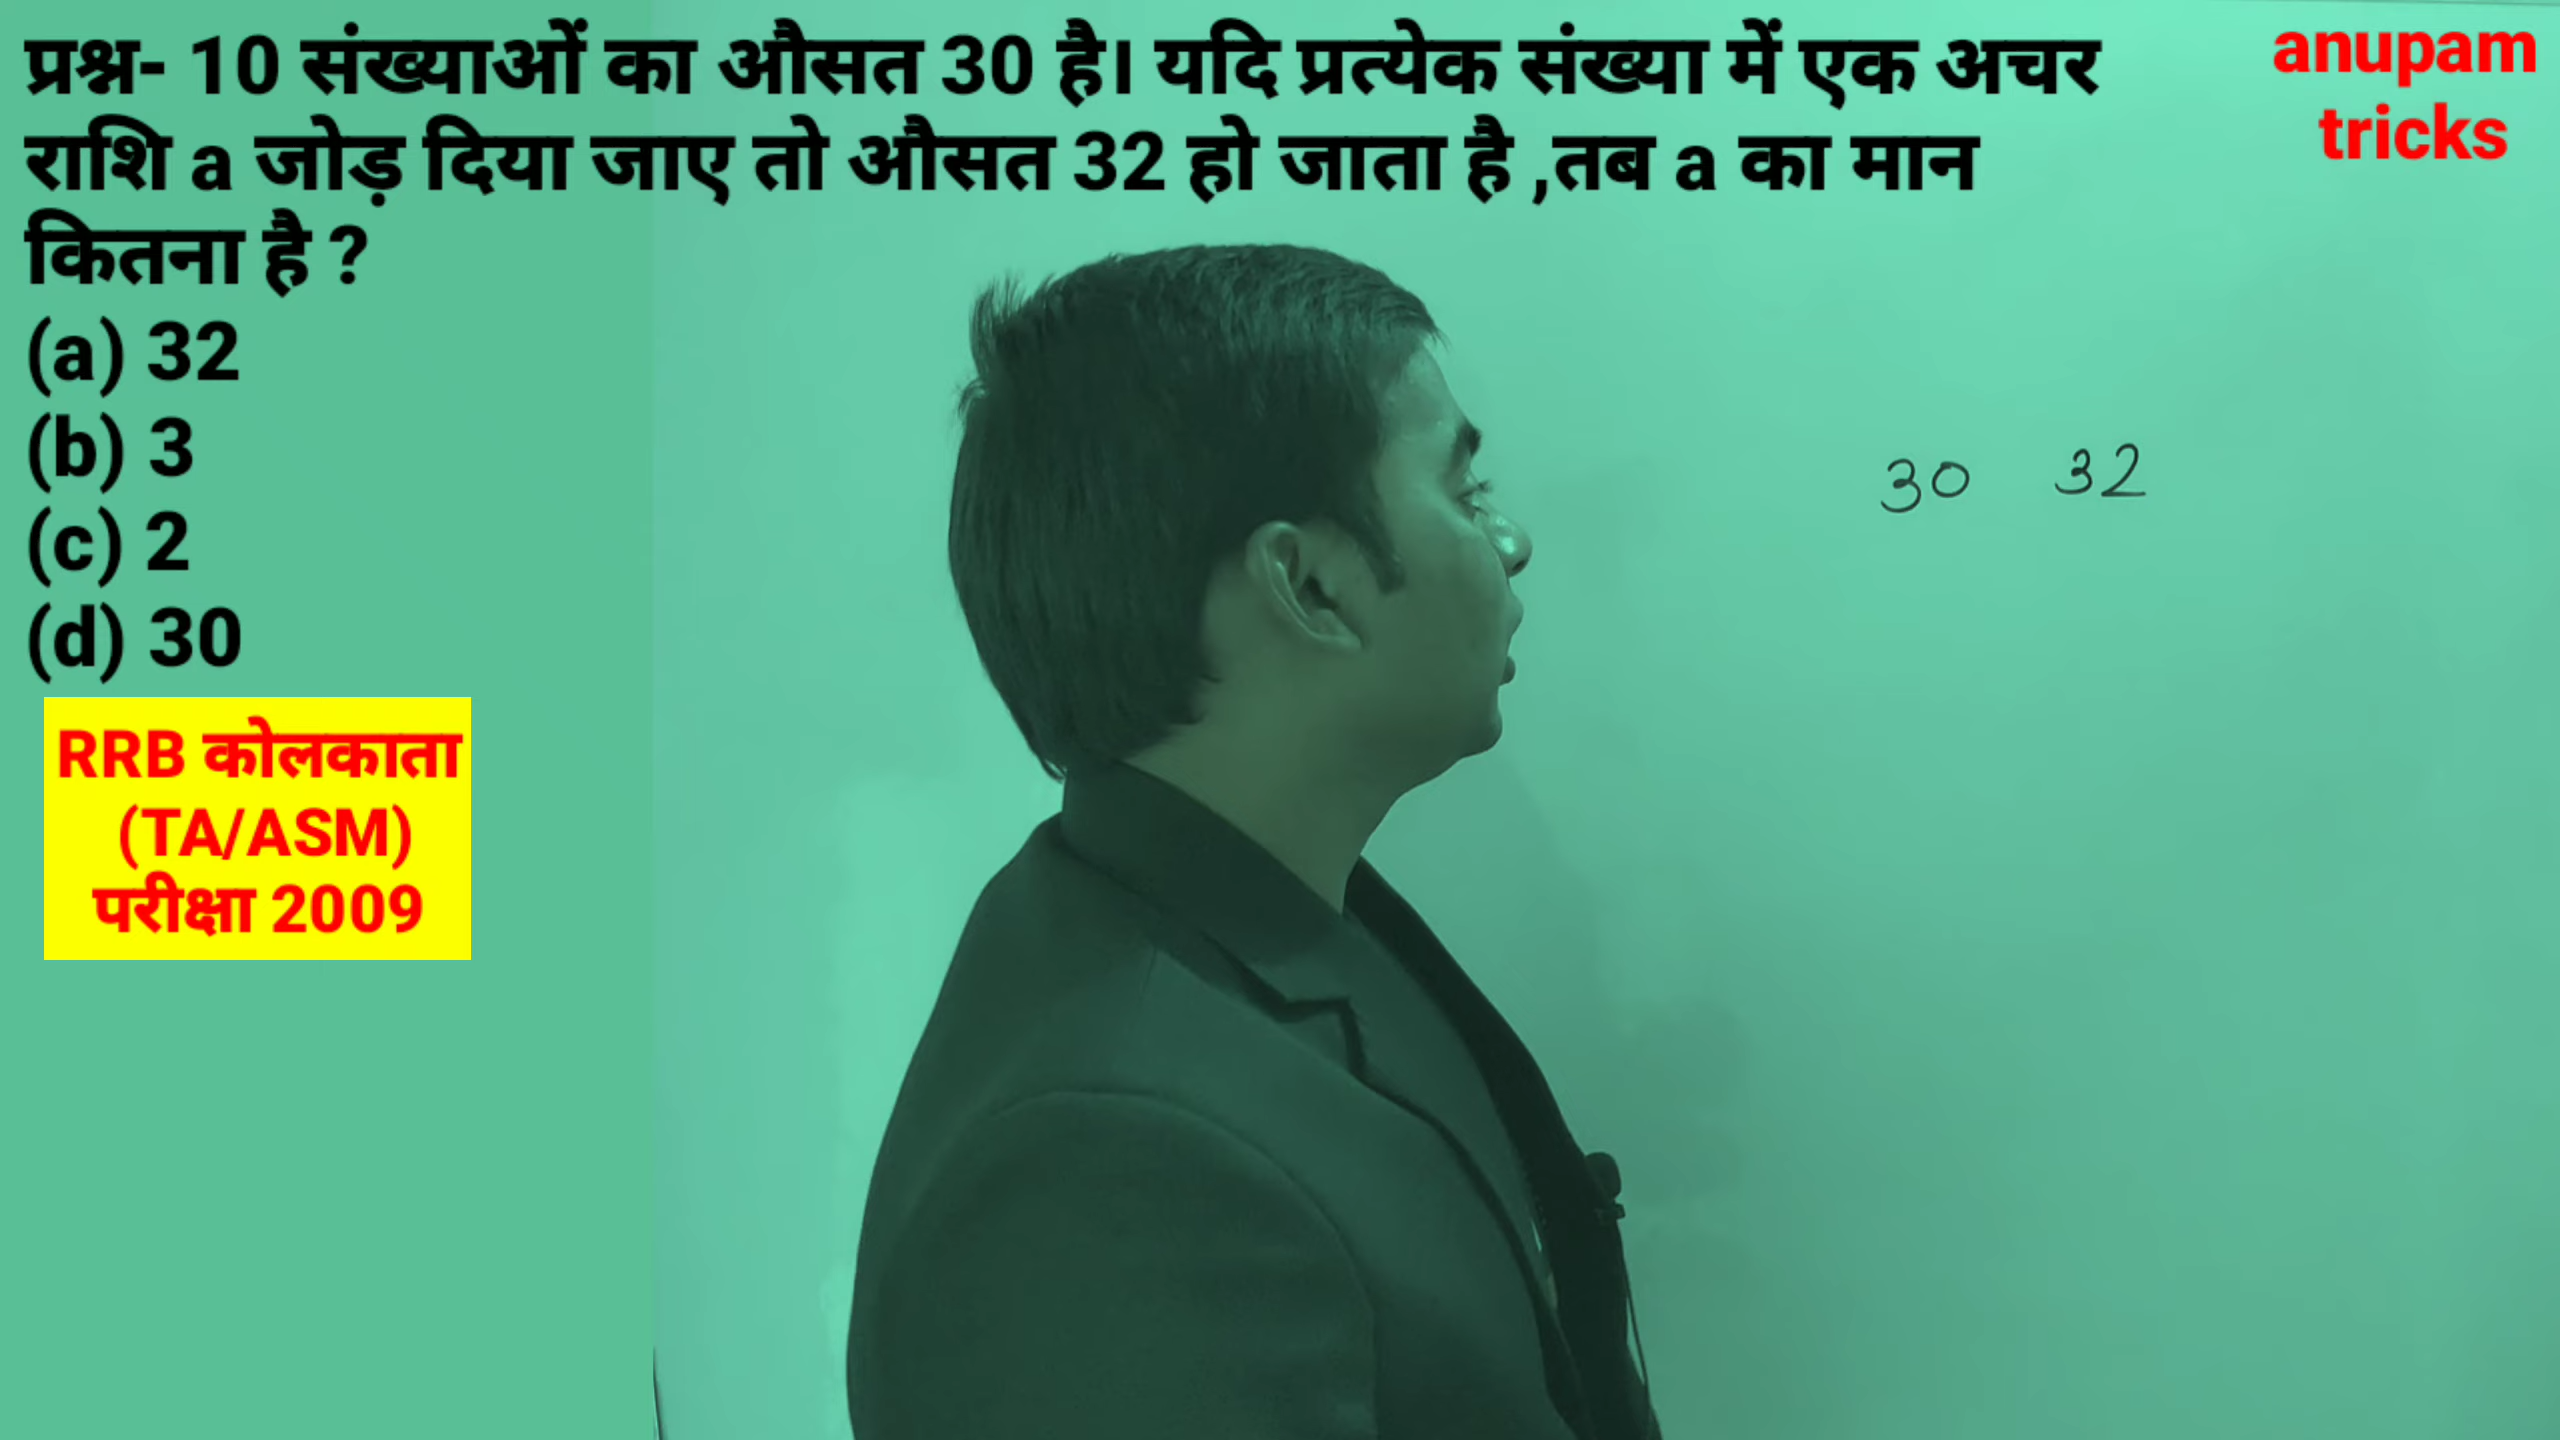 प्रश्न- 10 संख्याओं का औसत 30 है। यदि प्रत्येक संख्या में एक अचर
राशि a जोड़ दिया जाए तो औसत 32 हो जाता है ,तब a का मान
कितना है ?
(a) 32
(b) 3
(c) 2
(d) 30
RRB कोलकाता
(TA/ASM)
परीक्षा 2009
anupam
tricks
30 32